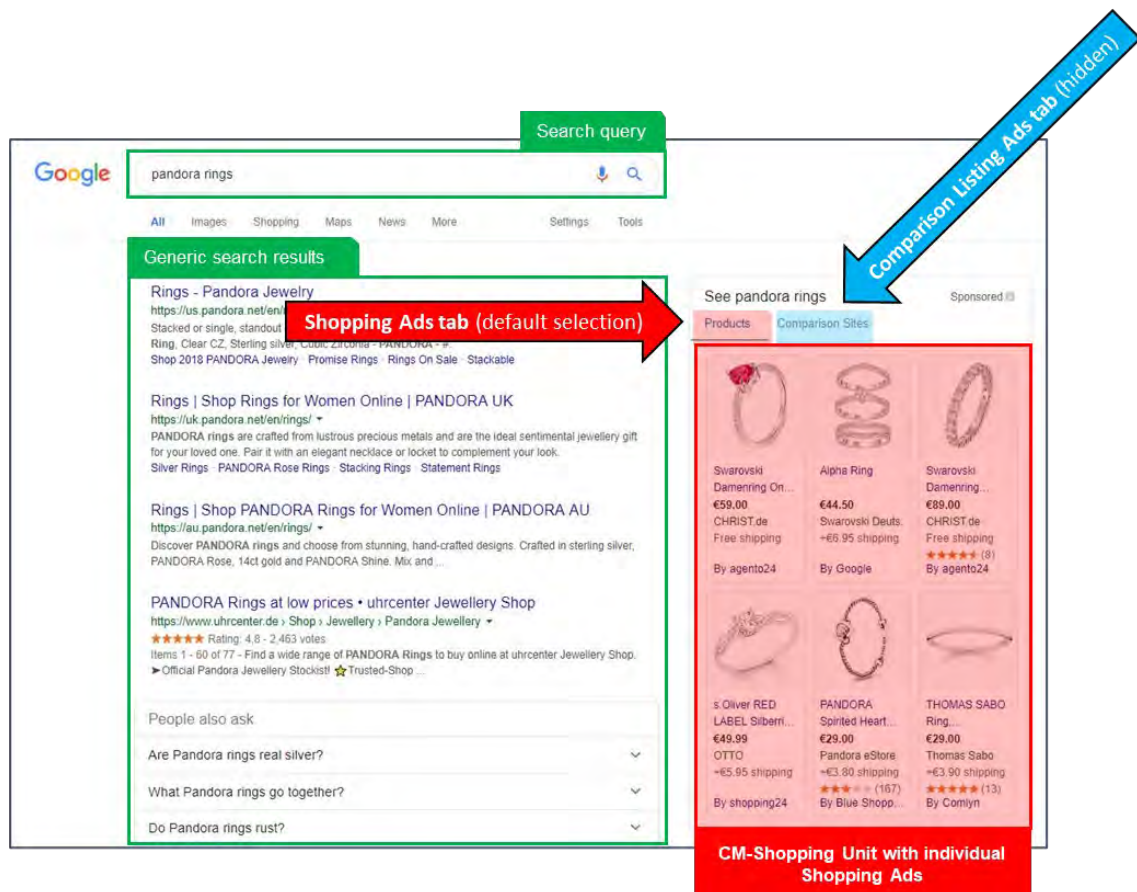 Comparison Listing Ads tab (hidden)
Search query
Google
pandora rings
All Images Shopping Maps News More Settings Tools
Generic search results
Rings - Pandora Jewelry
https://us.pandora.net/en/
Stacked or single, standout
Ring, Clear CZ, Sterling silver, Cubic Zirconia - PANDORA - #.
Shop 2018 PANDORA Jewelry · Promise Rings · Rings On Sale · Stackable
Shopping Ads tab (default selection)
Rings | Shop Rings for Women Online | PANDORA UK
https://uk.pandora.net/en/rings/
PANDORA rings are crafted from lustrous precious metals and are the ideal sentimental jewellery gift
for your loved one. Pair it with an elegant necklace or locket to complement your look.
Silver Rings · PANDORA Rose Rings · Stacking Rings · Statement Rings
Rings | Shop PANDORA Rings for Women Online | PANDORA AU
https://au.pandora.net/en/rings/
Discover PANDORA rings and choose from stunning, hand-crafted designs. Crafted in sterling silver,
PANDORA Rose, 14ct gold and PANDORA Shine. Mix and ...
PANDORA Rings at low prices • uhrcenter Jewellery Shop
https://www.uhrcenter.de › Shop › Jewellery › Pandora Jewellery
★★★★★ Rating: 4,8 - 2,463 votes
Items 1 - 60 of 77 - Find a wide range of PANDORA Rings to buy online at uhrcenter Jewellery Shop.
➤Official Pandora Jewellery Stockist! ⭐Trusted-Shop ...
People also ask
Are Pandora rings real silver?
What Pandora rings go together?
Do Pandora rings rust?
See pandora rings Sponsored
Products Comparison Sites
Swarovski
Damenring On...
€59.00
CHRIST.de
Free shipping
By agento24
Alpha Ring
€44.50
Swarovski Deuts.
+€6.95 shipping
By Google
Swarovski
Damenring...
€89.00
CHRIST.de
Free shipping
(8)
By agento24
s.Oliver RED
LABEL Silberri...
€49.99
OTTO
+€5.95 shipping
By shopping24
PANDORA
Spirited Heart...
€29.00
Pandora eStore
+€3.80 shipping
(167)
By Blue Shopp...
THOMAS SABO
Ring...
€29.00
Thomas Sabo
+€3.90 shipping
(13)
By Comlyn
CM-Shopping Unit with individual
Shopping Ads